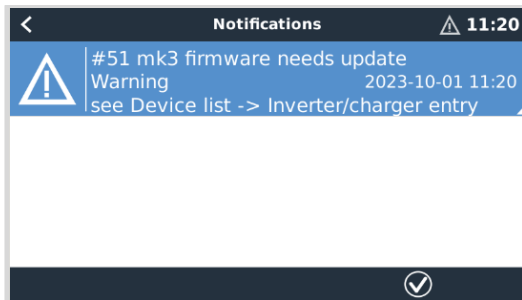 Notifications
11:20
#51 mk3 firmware needs update
Warning
2023-10-01 11:20
see Device list -> Inverter/charger entry